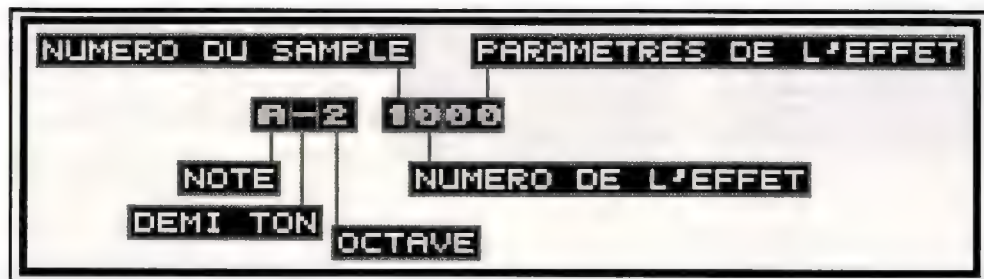 NUMERO DU SAMPLE PARAMETRES DE L'EFFET
A-2 1000
NOTE NUMERO DE L'EFFET
DEMI TON
OCTAVE